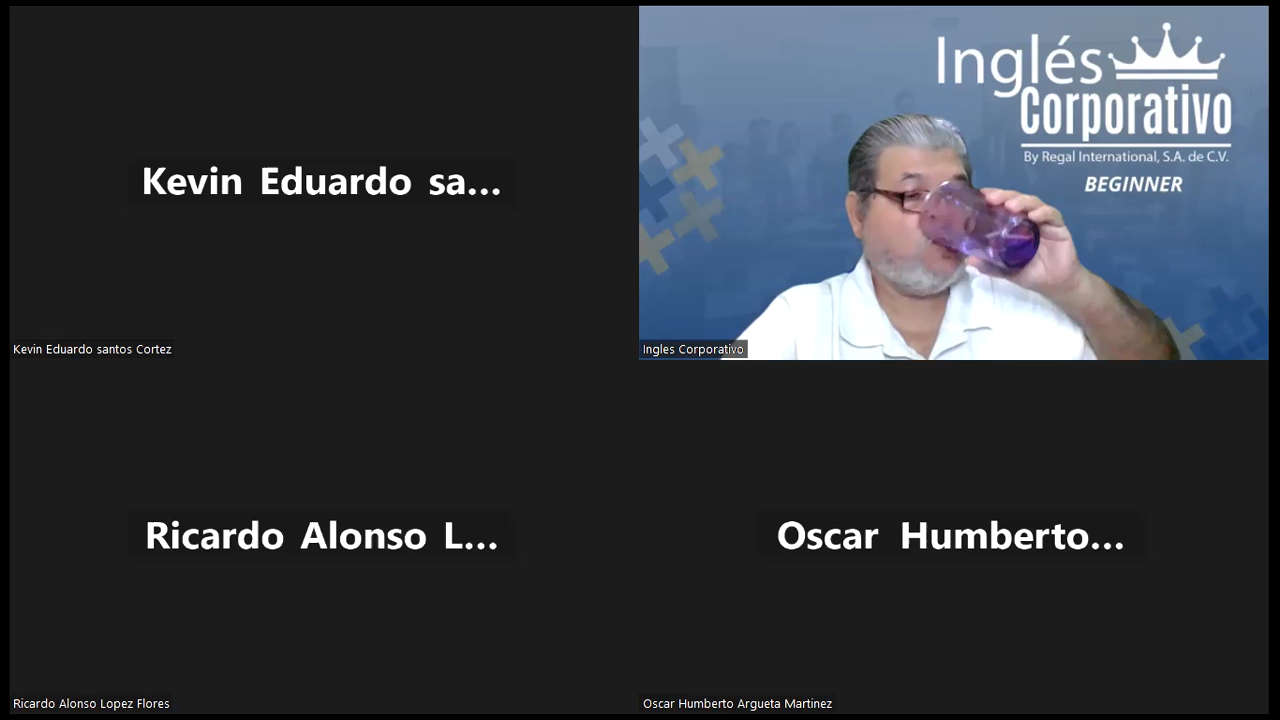 Kevin Eduardo sa...
Kevin Eduardo santos Cortez
Inglés
Corporativo
By Regal International, S.A. de C.V.
BEGINNER
Ingles Corporativo
Ricardo Alonso L...
Ricardo Alonso Lopez Flores
Oscar Humberto...
Oscar Humberto Argueta Martinez